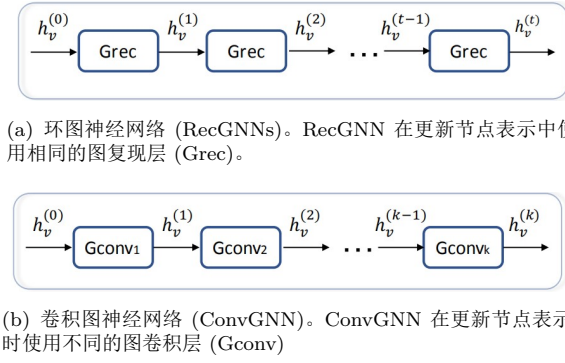 h_v^{(0)} Grec h_v^{(1)} Grec h_v^{(2)} ... h_v^{(t-1)} Grec h_v^{(t)}
(a) 环图神经网络 (RecGNNs)。RecGNN 在更新节点表示中使
用相同的图复现层 (Grec)。
h_v^{(0)} Gconv₁ h_v^{(1)} Gconv₂ h_v^{(2)} ... h_v^{(k-1)} Gconvₖ h_v^{(k)}
(b) 卷积图神经网络 (ConvGNN)。ConvGNN 在更新节点表示
时使用不同的图卷积层 (Gconv)